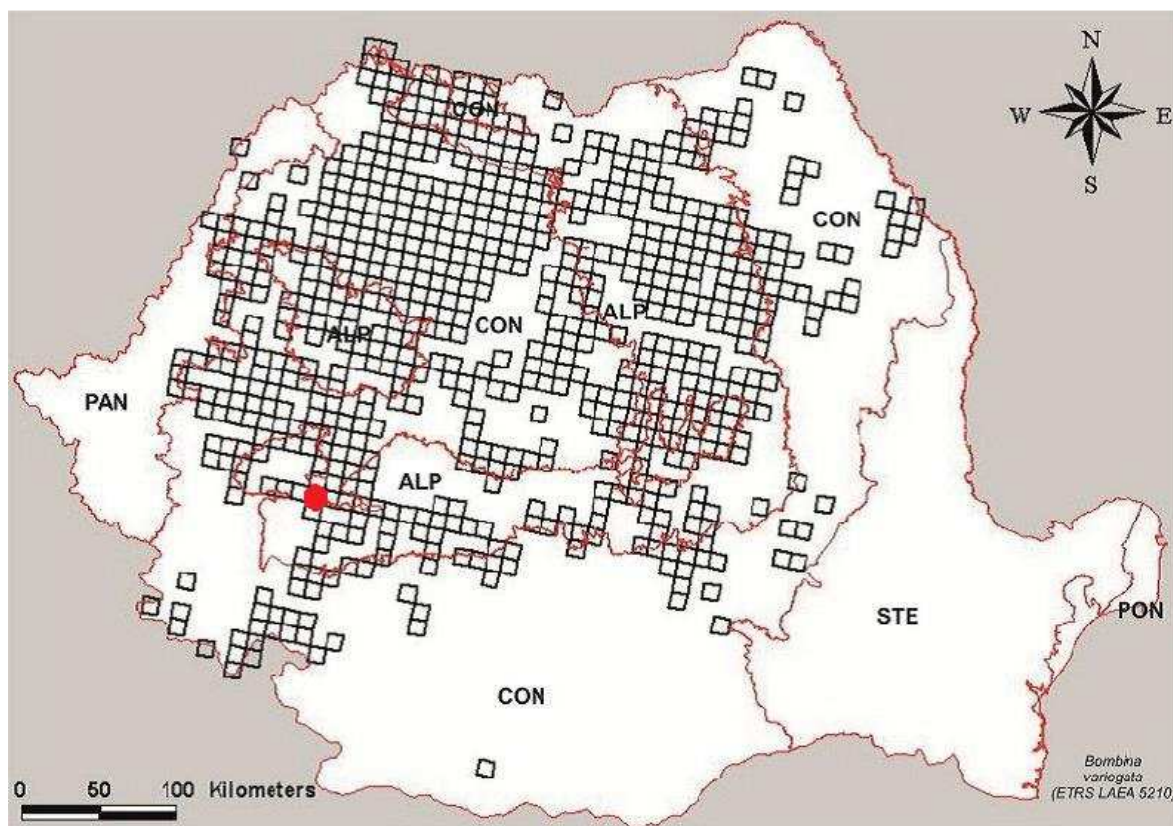 N
W E
S
CON
CON
ALP
CON
ALP
PAN
ALP
STE
PON
CON
0 50 100 Kilometers
Bombina
variegata
(ETRS LAEA 5210)